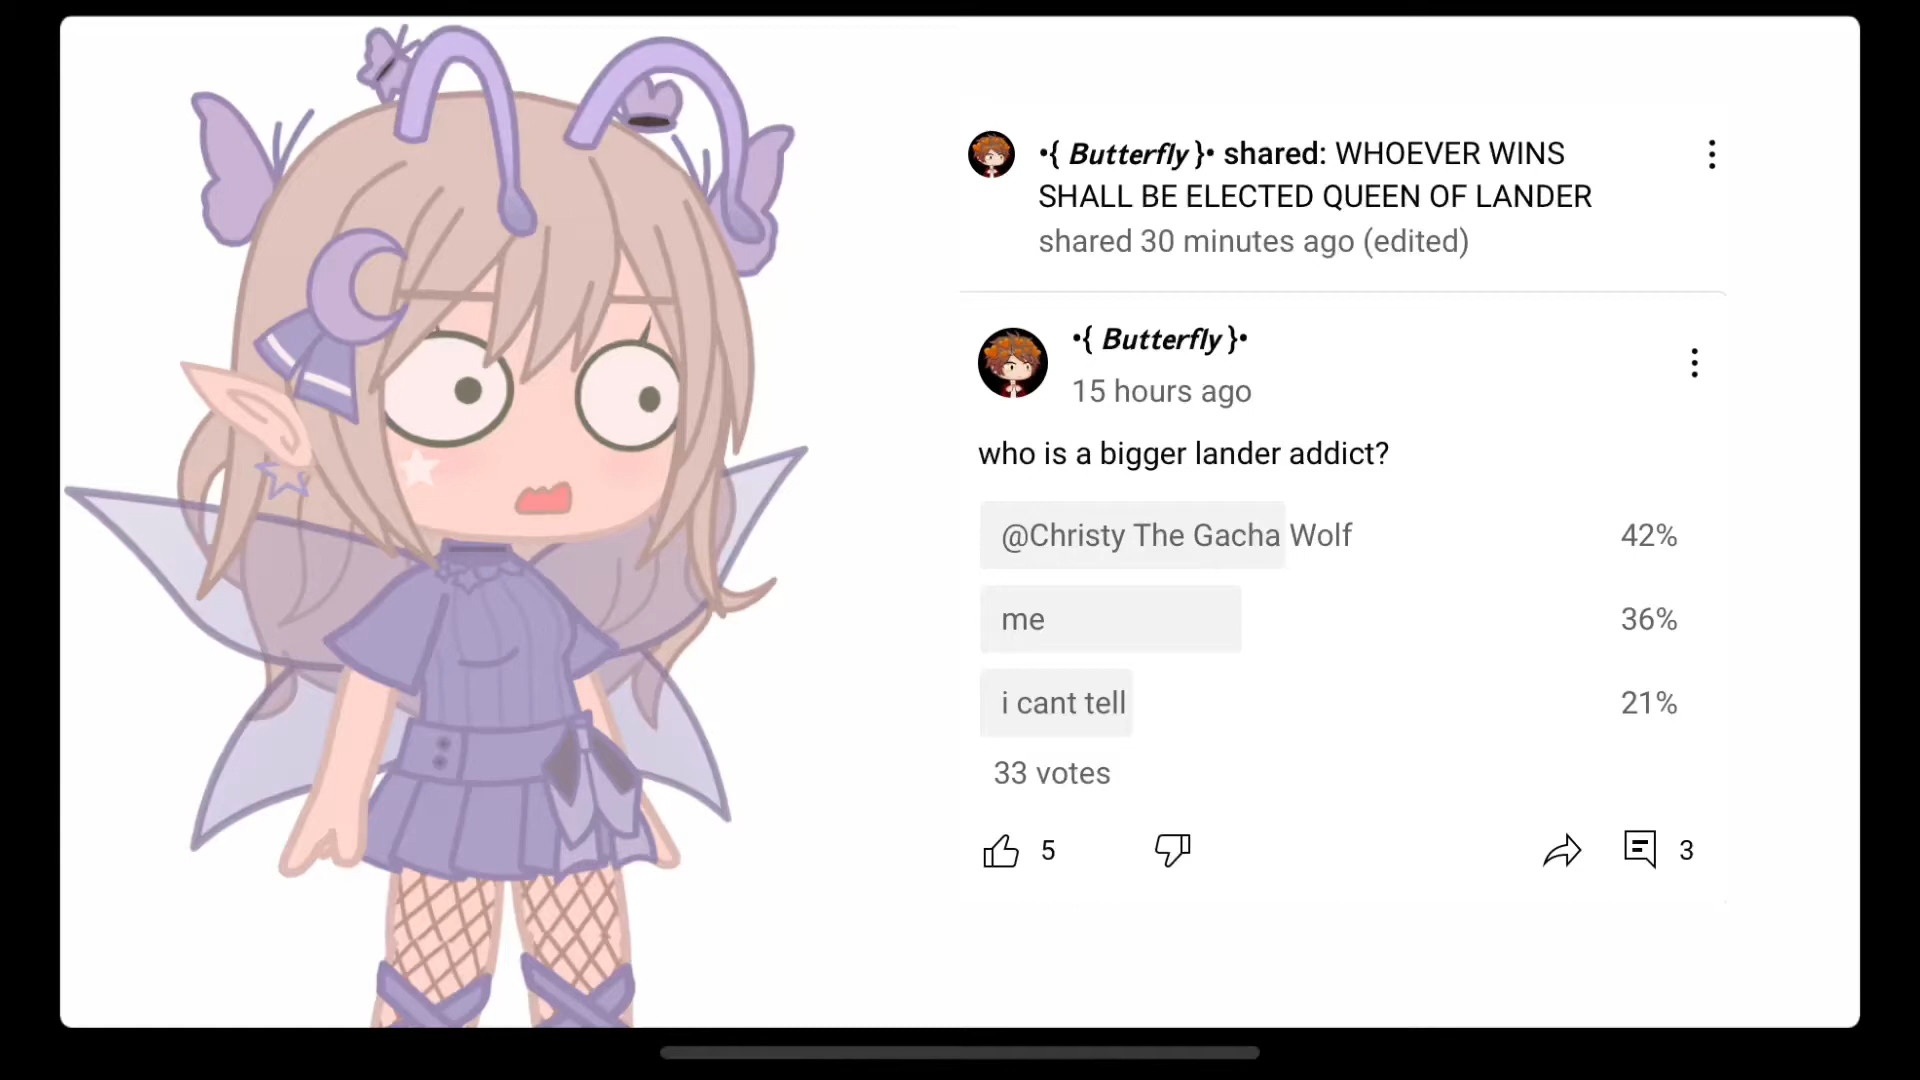 •{ Butterfly }• shared: WHOEVER WINS
SHALL BE ELECTED QUEEN OF LANDER
shared 30 minutes ago (edited)
•{ Butterfly }•
15 hours ago
who is a bigger lander addict?
@Christy The Gacha Wolf 42%
me 36%
i cant tell 21%
33 votes
5
3